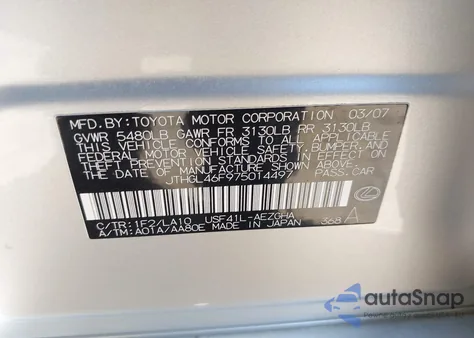 MFD.BY:TOYOTA MOTOR CORPORATION 03/07
GVWR 5480LB GAWR FR 3130LB RR 3130LB
THIS VEHICLE CONFORMS TO ALL APPLICABLE
FEDERAL MOTOR VEHICLE SAFETY, BUMPER, AND
THEFT PREVENTION STANDARDS IN EFFECT ON
THE DATE OF MANUFACTURE SHOWN ABOVE.
JTHGL46F975014497 PASS.CAR
C/TR:1F2/LA10 USF41L-AEZGHA
A/TM:A01A/AA80E MADE IN JAPAN 368 A
autoSnap